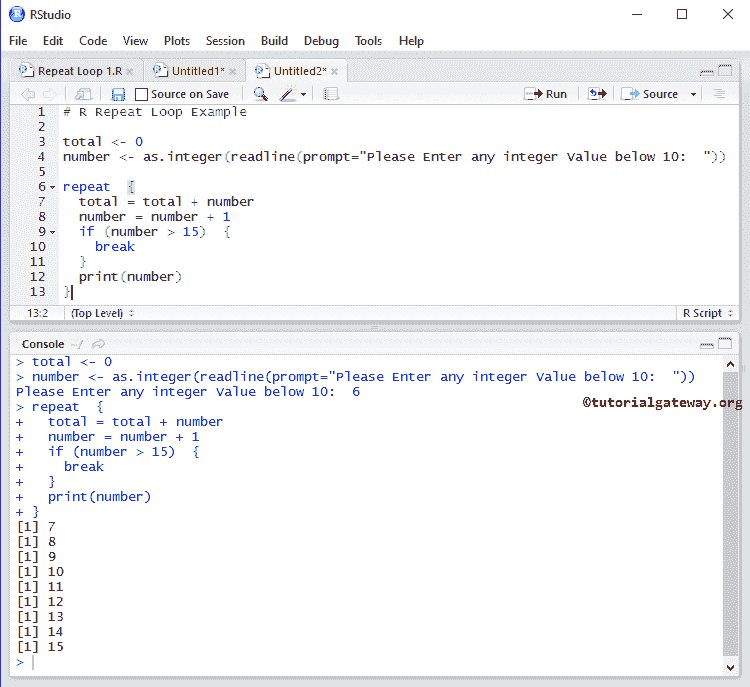 RStudio
File Edit Code View Plots Session Build Debug Tools Help
Repeat Loop 1.R Untitled1* Untitled2*
Source on Save Run Source
1 # R Repeat Loop Example
2
3 total <- 0
4 number <- as.integer(readline(prompt="Please Enter any integer Value below 10:  "))
5
6 repeat  {
7   total = total + number
8   number = number + 1
9   if (number > 15)  {
10     break
11   }
12   print(number)
13 }
13:2 (Top Level) R Script
Console ~/
> total <- 0
> number <- as.integer(readline(prompt="Please Enter any integer Value below 10:  "))
Please Enter any integer Value below 10:  6
©tutorialgateway.org
> repeat  {
+   total = total + number
+   number = number + 1
+   if (number > 15)  {
+     break
+   }
+   print(number)
+ }
[1] 7
[1] 8
[1] 9
[1] 10
[1] 11
[1] 12
[1] 13
[1] 14
[1] 15
>